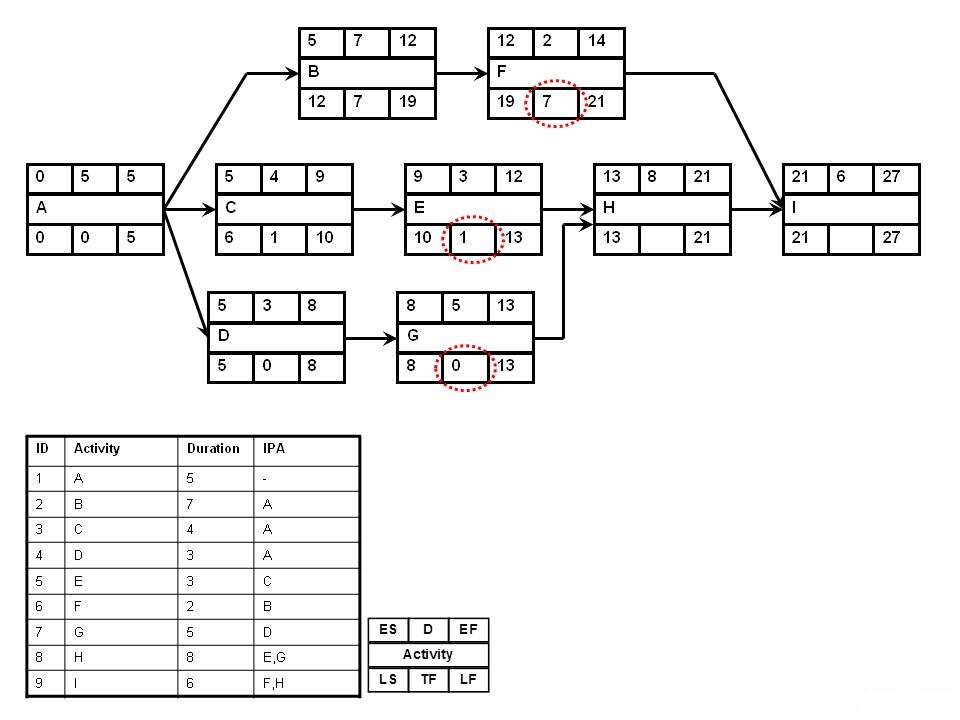 5 7 12
B
12 7 19
12 2 14
F
19 7 21
0 5 5
A
0 0 5
5 4 9
C
6 1 10
9 3 12
E
10 1 13
13 8 21
H
13 21
21 6 27
I
21 27
5 3 8
D
5 0 8
8 5 13
G
8 0 13
ID Activity Duration IPA
1 A 5 -
2 B 7 A
3 C 4 A
4 D 3 A
5 E 3 C
6 F 2 B
7 G 5 D
8 H 8 E,G
9 I 6 F,H
ES D EF
Activity
LS TF LF